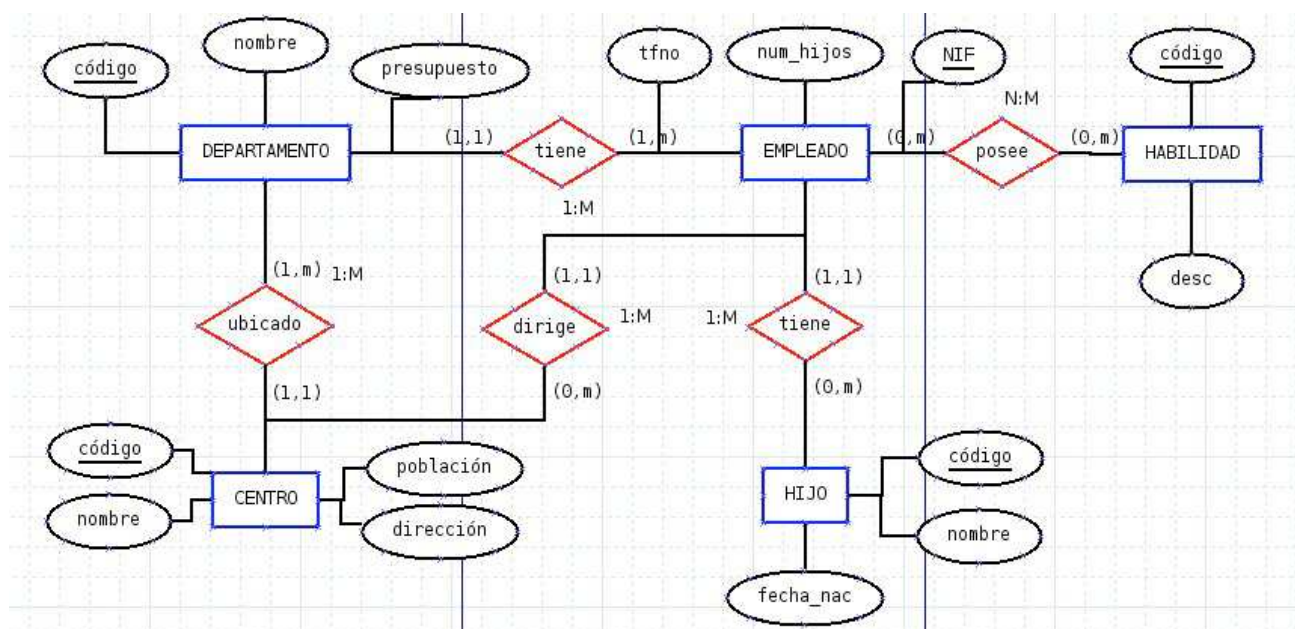 nombre
tfno
num_hijos
NIF
código
código
presupuesto
N:M
(1,1)
(1,m)
(0,m)
(0,m)
DEPARTAMENTO
tiene
EMPLEADO
posee
HABILIDAD
1:M
(1,m)
1:M
(1,1)
(1,1)
desc
ubicado
dirige
1:M
1:M
tiene
(1,1)
(0,m)
(0,m)
código
población
código
CENTRO
HIJO
nombre
dirección
nombre
fecha_nac